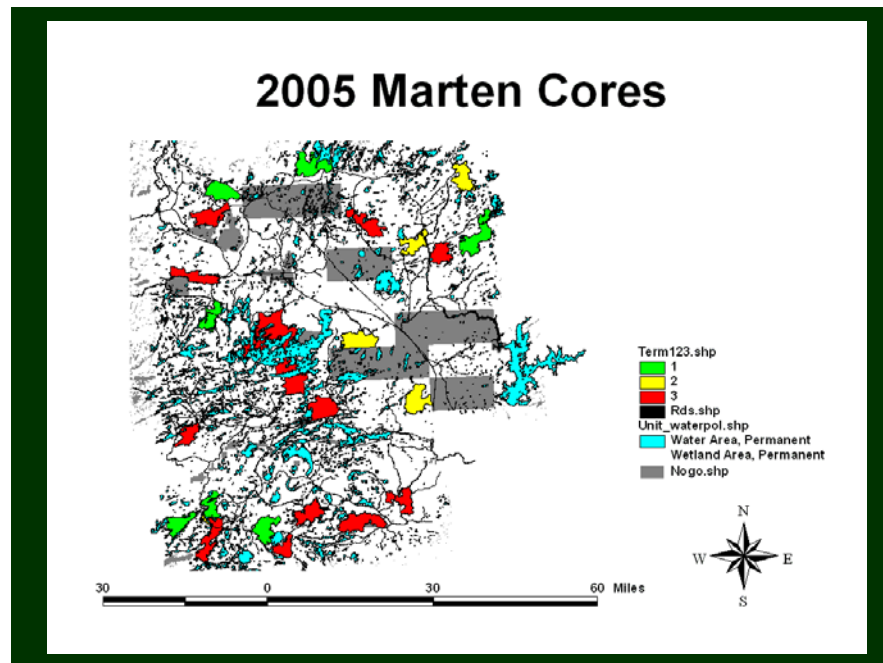 2005 Marten Cores
Term123.shp
1
2
3
Rds.shp
Unit_waterpol.shp
Water Area, Permanent
Wetland Area, Permanent
Nogo.shp
N
W E
S
30 0 30 60 Miles